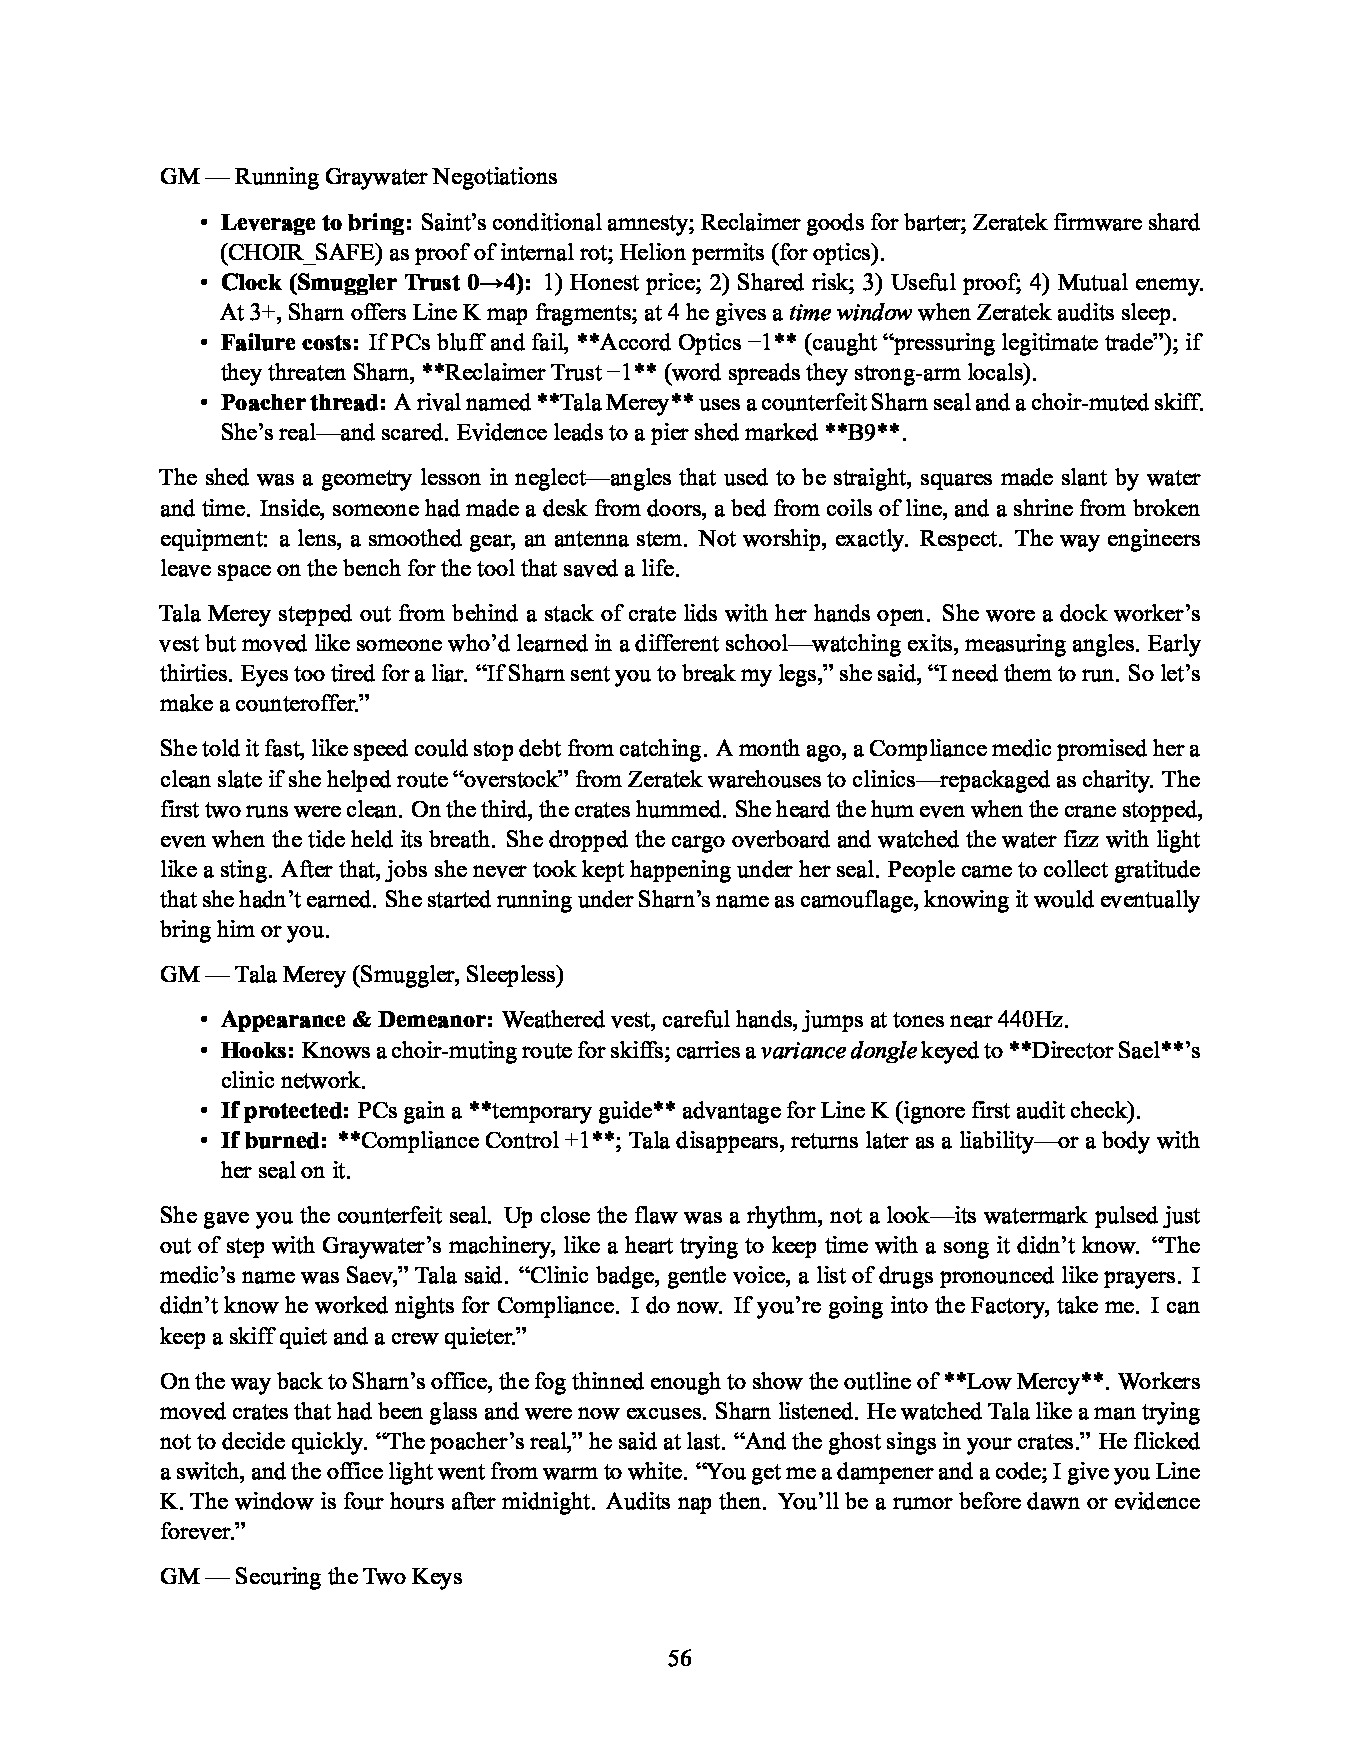 GM — Running Graywater Negotiations
• Leverage to bring: Saint’s conditional amnesty; Reclaimer goods for barter; Zeratek firmware shard
(CHOIR_SAFE) as proof of internal rot; Helion permits (for optics).
• Clock (Smuggler Trust 0→4): 1) Honest price; 2) Shared risk; 3) Useful proof; 4) Mutual enemy.
At 3+, Sharn offers Line K map fragments; at 4 he gives a time window when Zeratek audits sleep.
• Failure costs: If PCs bluff and fail, **Accord Optics −1** (caught “pressuring legitimate trade”); if
they threaten Sharn, **Reclaimer Trust −1** (word spreads they strong-arm locals).
• Poacher thread: A rival named **Tala Merey** uses a counterfeit Sharn seal and a choir-muted skiff.
She’s real—and scared. Evidence leads to a pier shed marked **B9**.
The shed was a geometry lesson in neglect—angles that used to be straight, squares made slant by water
and time. Inside, someone had made a desk from doors, a bed from coils of line, and a shrine from broken
equipment: a lens, a smoothed gear, an antenna stem. Not worship, exactly. Respect. The way engineers
leave space on the bench for the tool that saved a life.
Tala Merey stepped out from behind a stack of crate lids with her hands open. She wore a dock worker’s
vest but moved like someone who’d learned in a different school—watching exits, measuring angles. Early
thirties. Eyes too tired for a liar. “If Sharn sent you to break my legs,” she said, “I need them to run. So let’s
make a counteroffer.”
She told it fast, like speed could stop debt from catching. A month ago, a Compliance medic promised her a
clean slate if she helped route “overstock” from Zeratek warehouses to clinics—repackaged as charity. The
first two runs were clean. On the third, the crates hummed. She heard the hum even when the crane stopped,
even when the tide held its breath. She dropped the cargo overboard and watched the water fizz with light
like a sting. After that, jobs she never took kept happening under her seal. People came to collect gratitude
that she hadn’t earned. She started running under Sharn’s name as camouflage, knowing it would eventually
bring him or you.
GM — Tala Merey (Smuggler, Sleepless)
• Appearance & Demeanor: Weathered vest, careful hands, jumps at tones near 440Hz.
• Hooks: Knows a choir-muting route for skiffs; carries a variance dongle keyed to **Director Sael**’s
clinic network.
• If protected: PCs gain a **temporary guide** advantage for Line K (ignore first audit check).
• If burned: **Compliance Control +1**; Tala disappears, returns later as a liability—or a body with
her seal on it.
She gave you the counterfeit seal. Up close the flaw was a rhythm, not a look—its watermark pulsed just
out of step with Graywater’s machinery, like a heart trying to keep time with a song it didn’t know. “The
medic’s name was Saev,” Tala said. “Clinic badge, gentle voice, a list of drugs pronounced like prayers. I
didn’t know he worked nights for Compliance. I do now. If you’re going into the Factory, take me. I can
keep a skiff quiet and a crew quieter.”
On the way back to Sharn’s office, the fog thinned enough to show the outline of **Low Mercy**. Workers
moved crates that had been glass and were now excuses. Sharn listened. He watched Tala like a man trying
not to decide quickly. “The poacher’s real,” he said at last. “And the ghost sings in your crates.” He flicked
a switch, and the office light went from warm to white. “You get me a dampener and a code; I give you Line
K. The window is four hours after midnight. Audits nap then. You’ll be a rumor before dawn or evidence
forever.”
GM — Securing the Two Keys
56